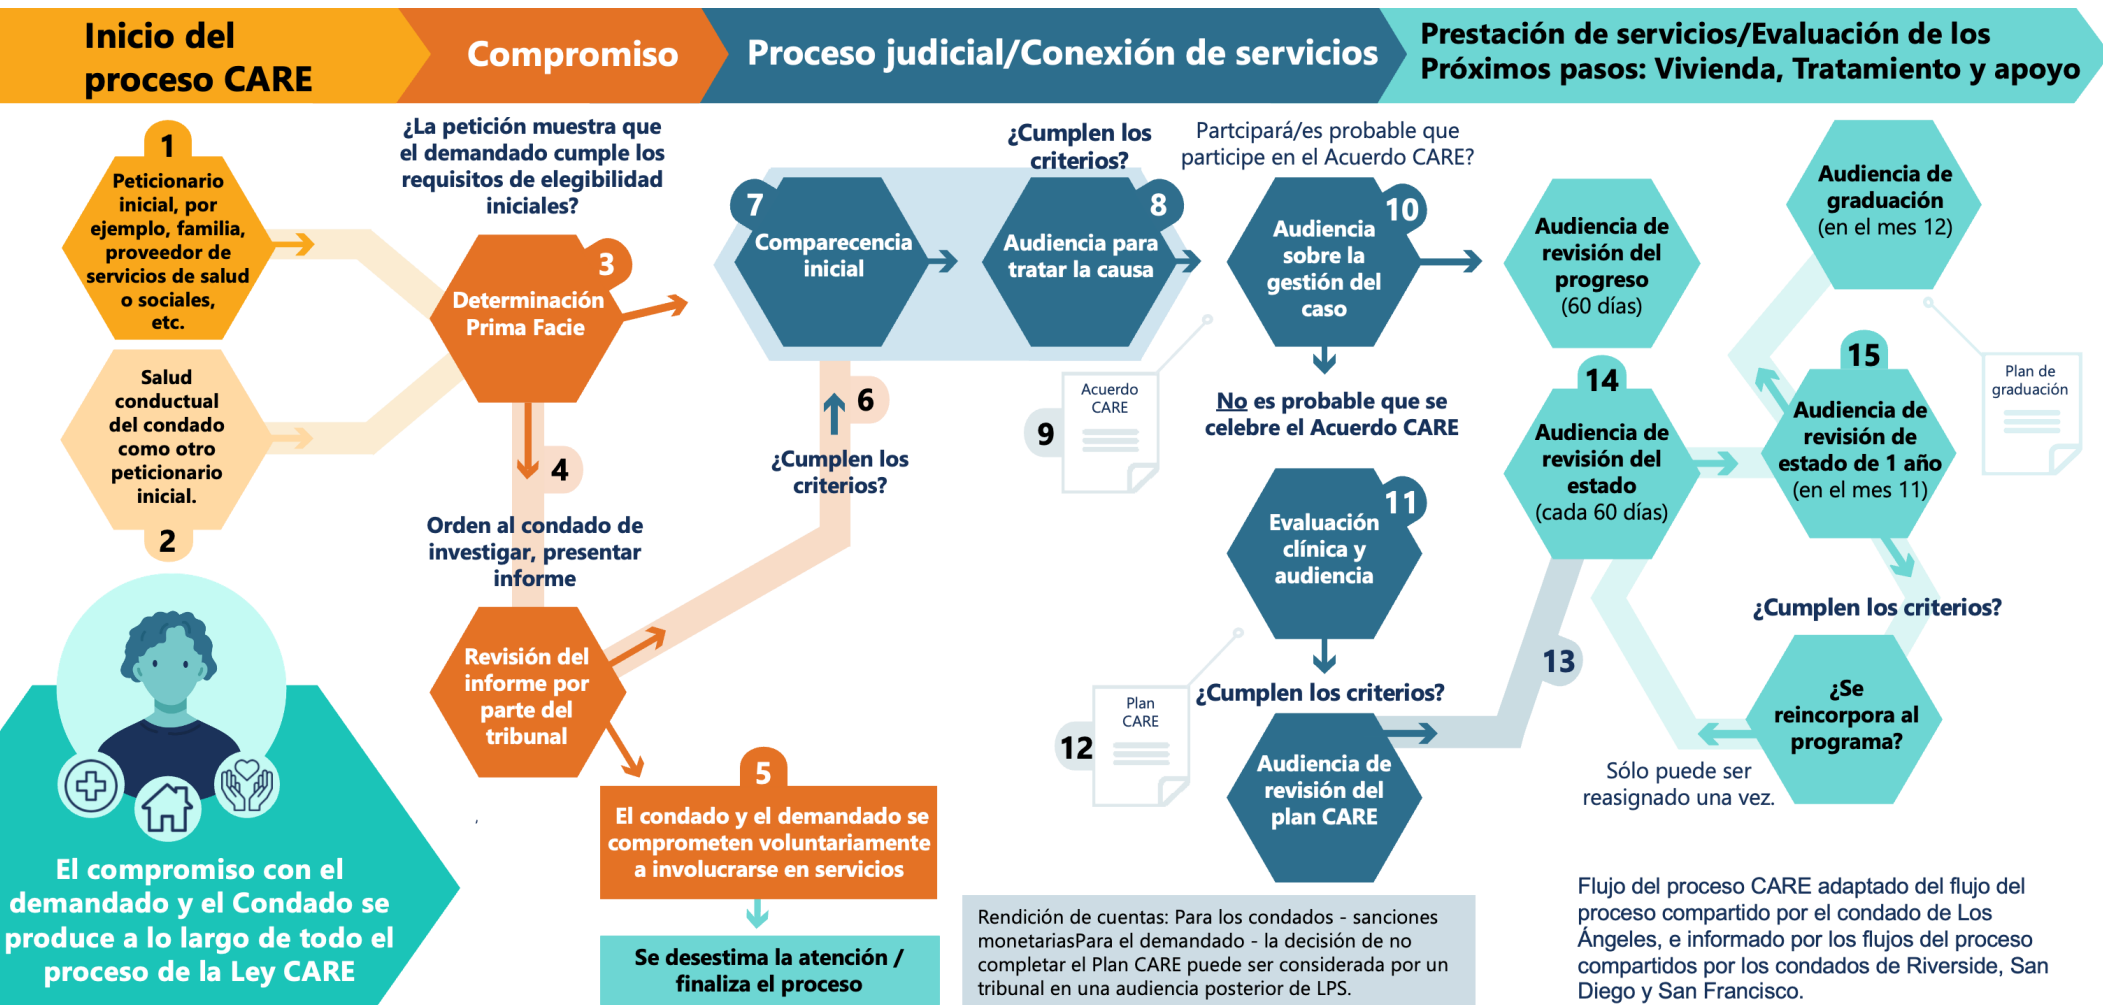 Inicio del
proceso CARE
Compromiso
Proceso judicial/Conexión de servicios
Prestación de servicios/Evaluación de los
Próximos pasos: Vivienda, Tratamiento y apoyo
1
Peticionario
inicial, por
ejemplo, familia,
proveedor de
servicios de salud
o sociales,
etc.
Salud
conductual
del condado
como otro
peticionario
inicial.
2
¿La petición muestra que
el demandado cumple los
requisitos de elegibilidad
iniciales?
3
Determinación
Prima Facie
4
Orden al condado de
investigar, presentar
informe
Revisión del
informe por
parte del
tribunal
5
El condado y el demandado se
comprometen voluntariamente
a involucrarse en servicios
Se desestima la atención /
finaliza el proceso
6
¿Cumplen los
criterios?
7
Comparecencia
inicial
¿Cumplen los
criterios?
8
Audiencia para
tratar la causa
9
Acuerdo
CARE
Partcipará/es probable que
participe en el Acuerdo CARE?
10
Audiencia
sobre la
gestión del
caso
No es probable que se
celebre el Acuerdo CARE
11
Evaluación
clínica y
audiencia
¿Cumplen los criterios?
12
Plan
CARE
Audiencia de
revisión del
plan CARE
13
Audiencia de
revisión del
progreso
(60 días)
14
Audiencia de
revisión del
estado
(cada 60 días)
15
Audiencia de
revisión de
estado de 1 año
(en el mes 11)
Audiencia de
graduación
(en el mes 12)
Plan de
graduación
¿Cumplen los criterios?
¿Se
reincorpora al
programa?
Sólo puede ser
reasignado una vez.
El compromiso con el
demandado y el Condado se
produce a lo largo de todo el
proceso de la Ley CARE
Rendición de cuentas: Para los condados - sanciones
monetariasPara el demandado - la decisión de no
completar el Plan CARE puede ser considerada por un
tribunal en una audiencia posterior de LPS.
Flujo del proceso CARE adaptado del flujo del
proceso compartido por el condado de Los
Ángeles, e informado por los flujos del proceso
compartidos por los condados de Riverside, San
Diego y San Francisco.